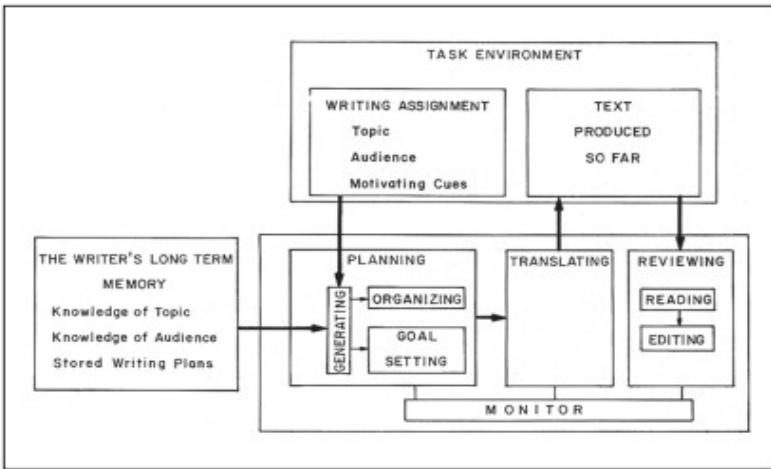 TASK ENVIRONMENT
WRITING ASSIGNMENT
Topic
Audience
Motivating Cues
TEXT
PRODUCED
SO FAR
THE WRITER'S LONG TERM
MEMORY
Knowledge of Topic
Knowledge of Audience
Stored Writing Plans
PLANNING
GENERATING
ORGANIZING
GOAL
SETTING
TRANSLATING
REVIEWING
READING
EDITING
MONITOR